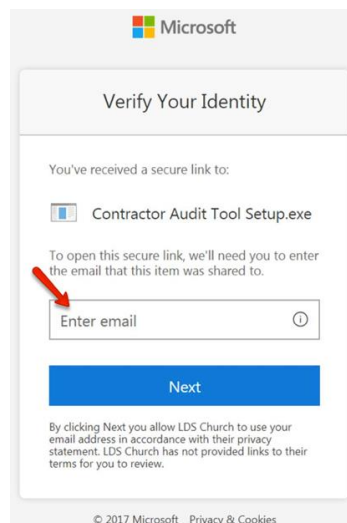 Microsoft
Verify Your Identity
You've received a secure link to:
Contractor Audit Tool Setup.exe
To open this secure link, we'll need you to enter
the email that this item was shared to.
Enter email
Next
By clicking Next you allow LDS Church to use your
email address in accordance with their privacy
statement. LDS Church has not provided links to their
terms for you to review.
© 2017 Microsoft Privacy & Cookies